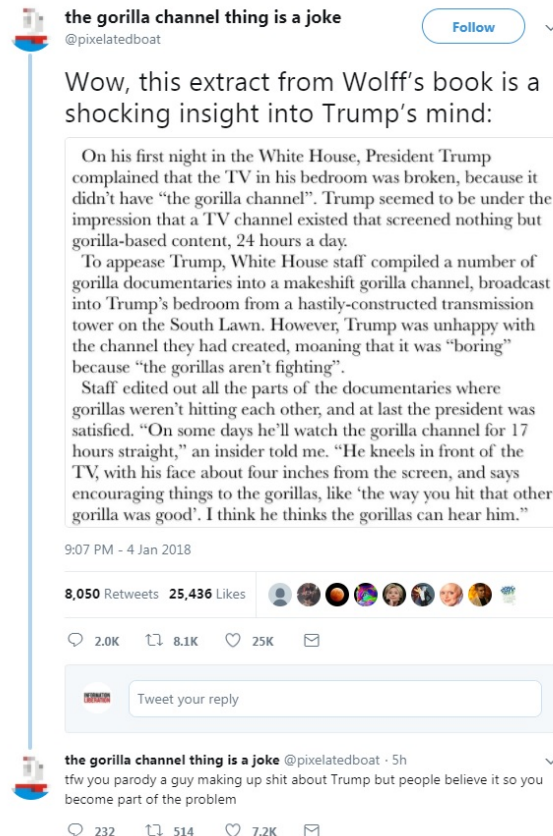 the gorilla channel thing is a joke
@pixelatedboat
Follow
Wow, this extract from Wolff's book is a
shocking insight into Trump's mind:
On his first night in the White House, President Trump
complained that the TV in his bedroom was broken, because it
didn't have “the gorilla channel”. Trump seemed to be under the
impression that a TV channel existed that screened nothing but
gorilla-based content, 24 hours a day.
To appease Trump, White House staff compiled a number of
gorilla documentaries into a makeshift gorilla channel, broadcast
into Trump's bedroom from a hastily-constructed transmission
tower on the South Lawn. However, Trump was unhappy with
the channel they had created, moaning that it was “boring”
because “the gorillas aren't fighting”.
Staff edited out all the parts of the documentaries where
gorillas weren't hitting each other, and at last the president was
satisfied. “On some days he'll watch the gorilla channel for 17
hours straight,” an insider told me. “He kneels in front of the
TV, with his face about four inches from the screen, and says
encouraging things to the gorillas, like ‘the way you hit that other
gorilla was good’. I think he thinks the gorillas can hear him.”
9:07 PM - 4 Jan 2018
8,050 Retweets 25,436 Likes
2.0K 8.1K 25K
INFORMATION
LIBERATION
Tweet your reply
the gorilla channel thing is a joke @pixelatedboat · 5h
tfw you parody a guy making up shit about Trump but people believe it so you
become part of the problem
232 514 7.2K